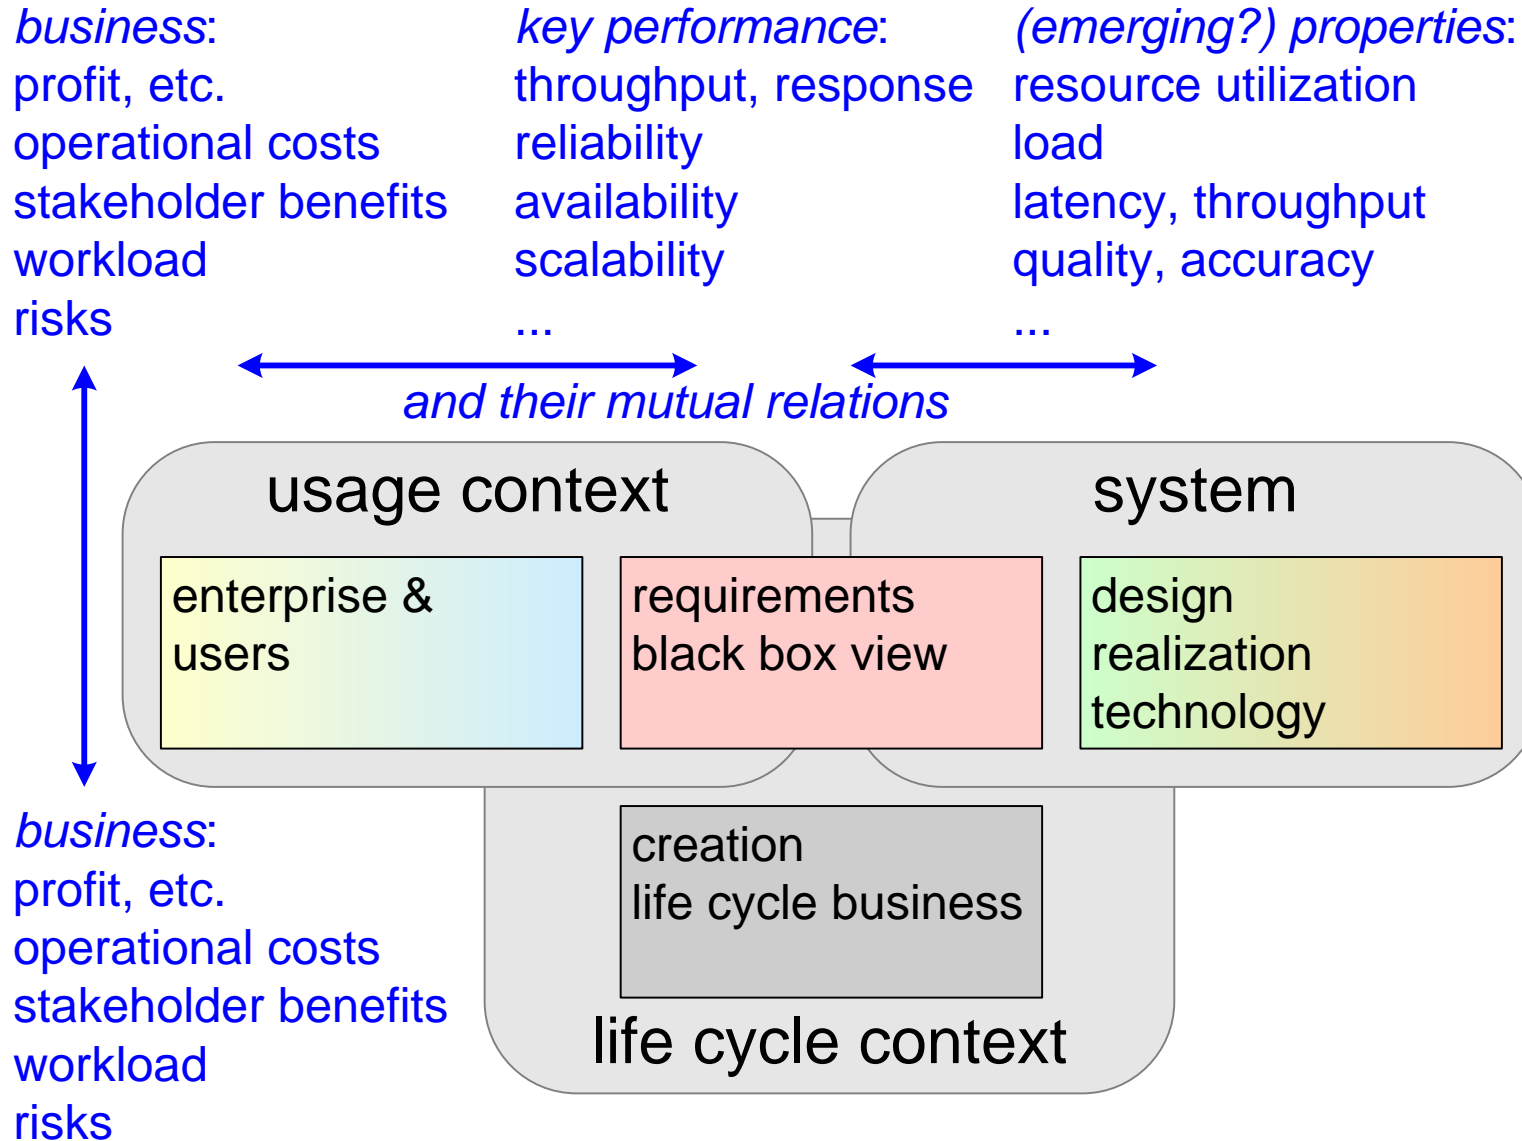 business:
profit, etc.
operational costs
stakeholder benefits
workload
risks
key performance:
throughput, response
reliability
availability
scalability
...
(emerging?) properties:
resource utilization
load
latency, throughput
quality, accuracy
...
and their mutual relations
usage context
enterprise &
users
requirements
black box view
system
design
realization
technology
creation
life cycle business
life cycle context
business:
profit, etc.
operational costs
stakeholder benefits
workload
risks